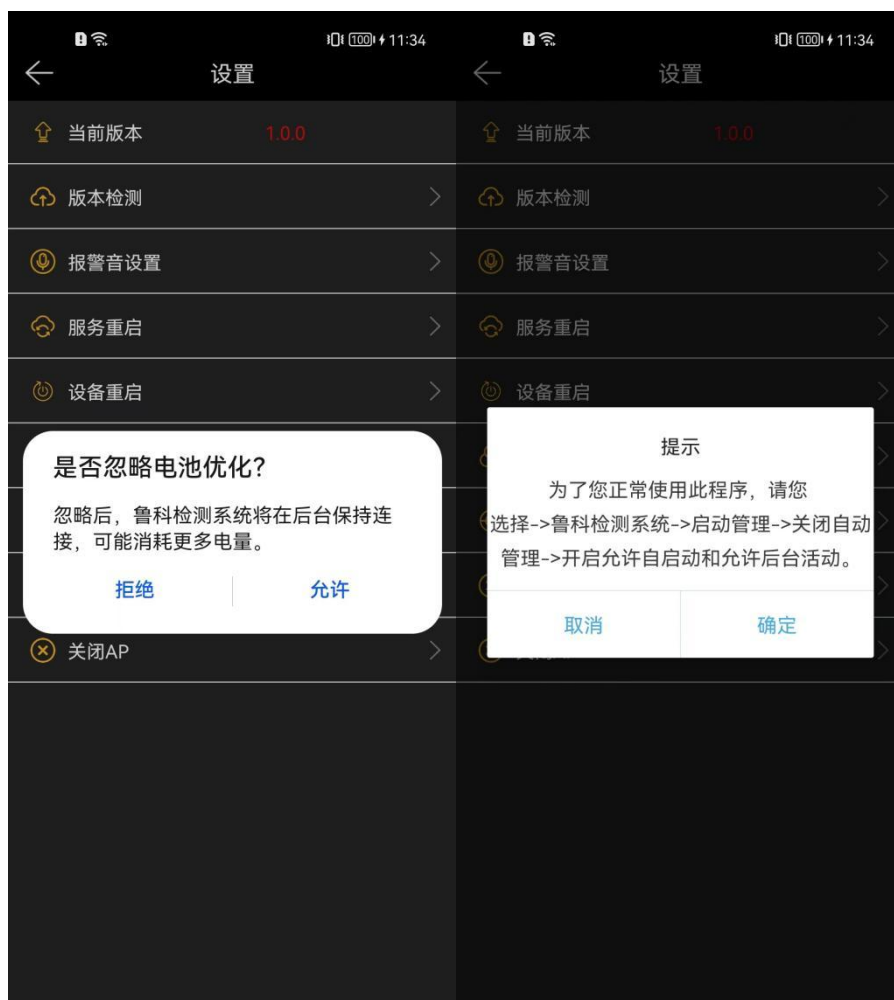 100 11:34
设置
当前版本 1.0.0
版本检测
报警音设置
服务重启
设备重启
是否忽略电池优化?
忽略后，鲁科检测系统将在后台保持连
接，可能消耗更多电量。
拒绝 允许
关闭AP
100 11:34
设置
当前版本 1.0.0
版本检测
报警音设置
服务重启
设备重启
提示
为了您正常使用此程序，请您
选择->鲁科检测系统->启动管理->关闭自动
管理->开启允许自启动和允许后台活动。
取消 确定